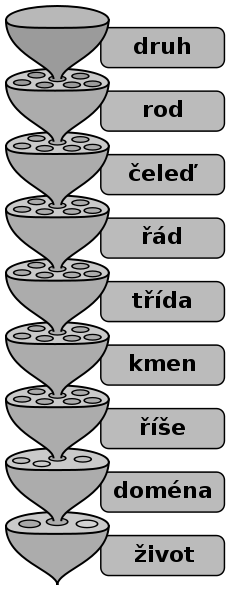 druh
rod
čeleď
řád
třída
kmen
říše
doména
život